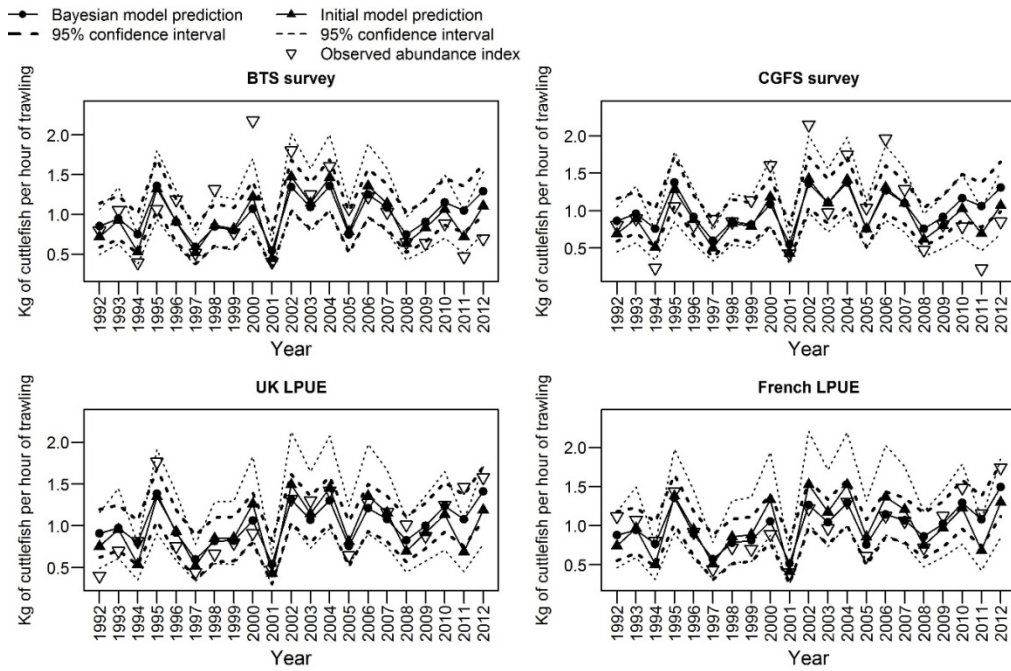 Bayesian model prediction
Initial model prediction
95% confidence interval
95% confidence interval
Observed abundance index
BTS survey
Kg of cuttlefish per hour of trawling
2.0
1.5
1.0
0.5
1992 1993 1994 1995 1996 1997 1998 1999 2000 2001 2002 2003 2004 2005 2006 2007 2008 2009 2010 2011 2012
Year
CGFS survey
Kg of cuttlefish per hour of trawling
2.0
1.5
1.0
0.5
1992 1993 1994 1995 1996 1997 1998 1999 2000 2001 2002 2003 2004 2005 2006 2007 2008 2009 2010 2011 2012
Year
UK LPUE
Kg of cuttlefish per hour of trawling
2.0
1.5
1.0
0.5
1992 1993 1994 1995 1996 1997 1998 1999 2000 2001 2002 2003 2004 2005 2006 2007 2008 2009 2010 2011 2012
Year
French LPUE
Kg of cuttlefish per hour of trawling
2.0
1.5
1.0
0.5
1992 1993 1994 1995 1996 1997 1998 1999 2000 2001 2002 2003 2004 2005 2006 2007 2008 2009 2010 2011 2012
Year